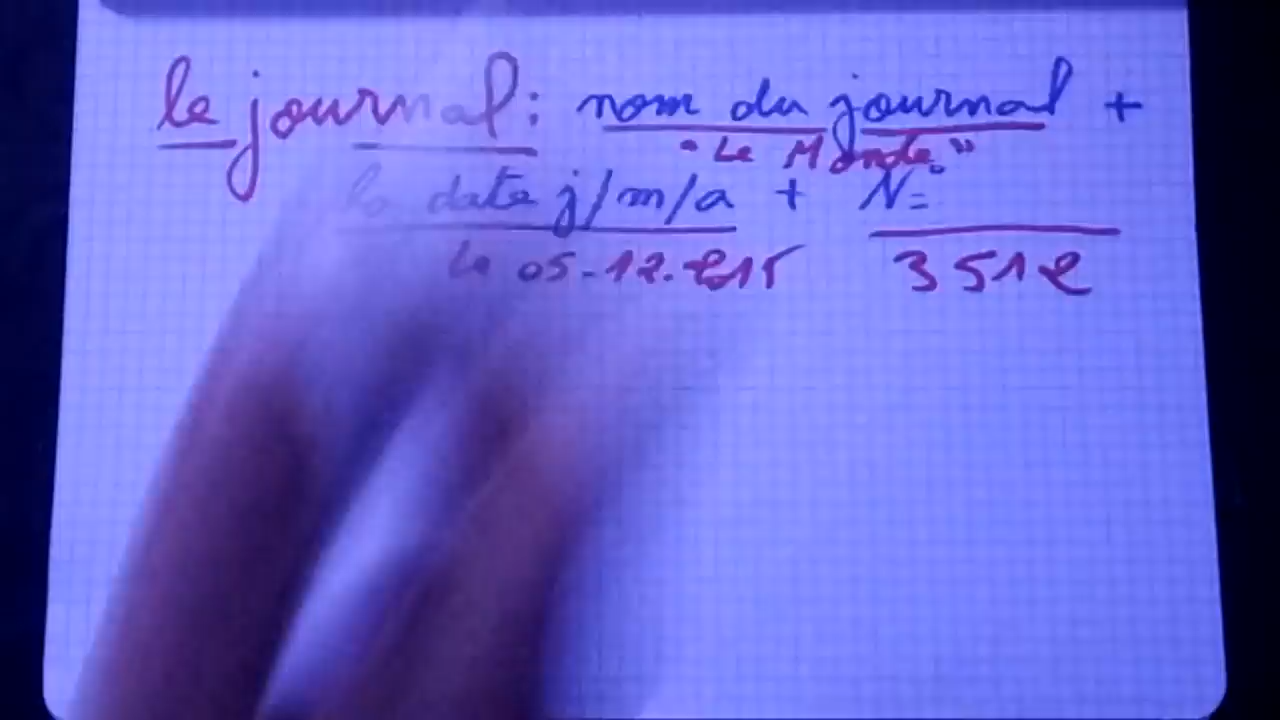 le journal: nom du journal +
"Le Monde"
la date j/m/a + N°
le 05-12.2015 3512